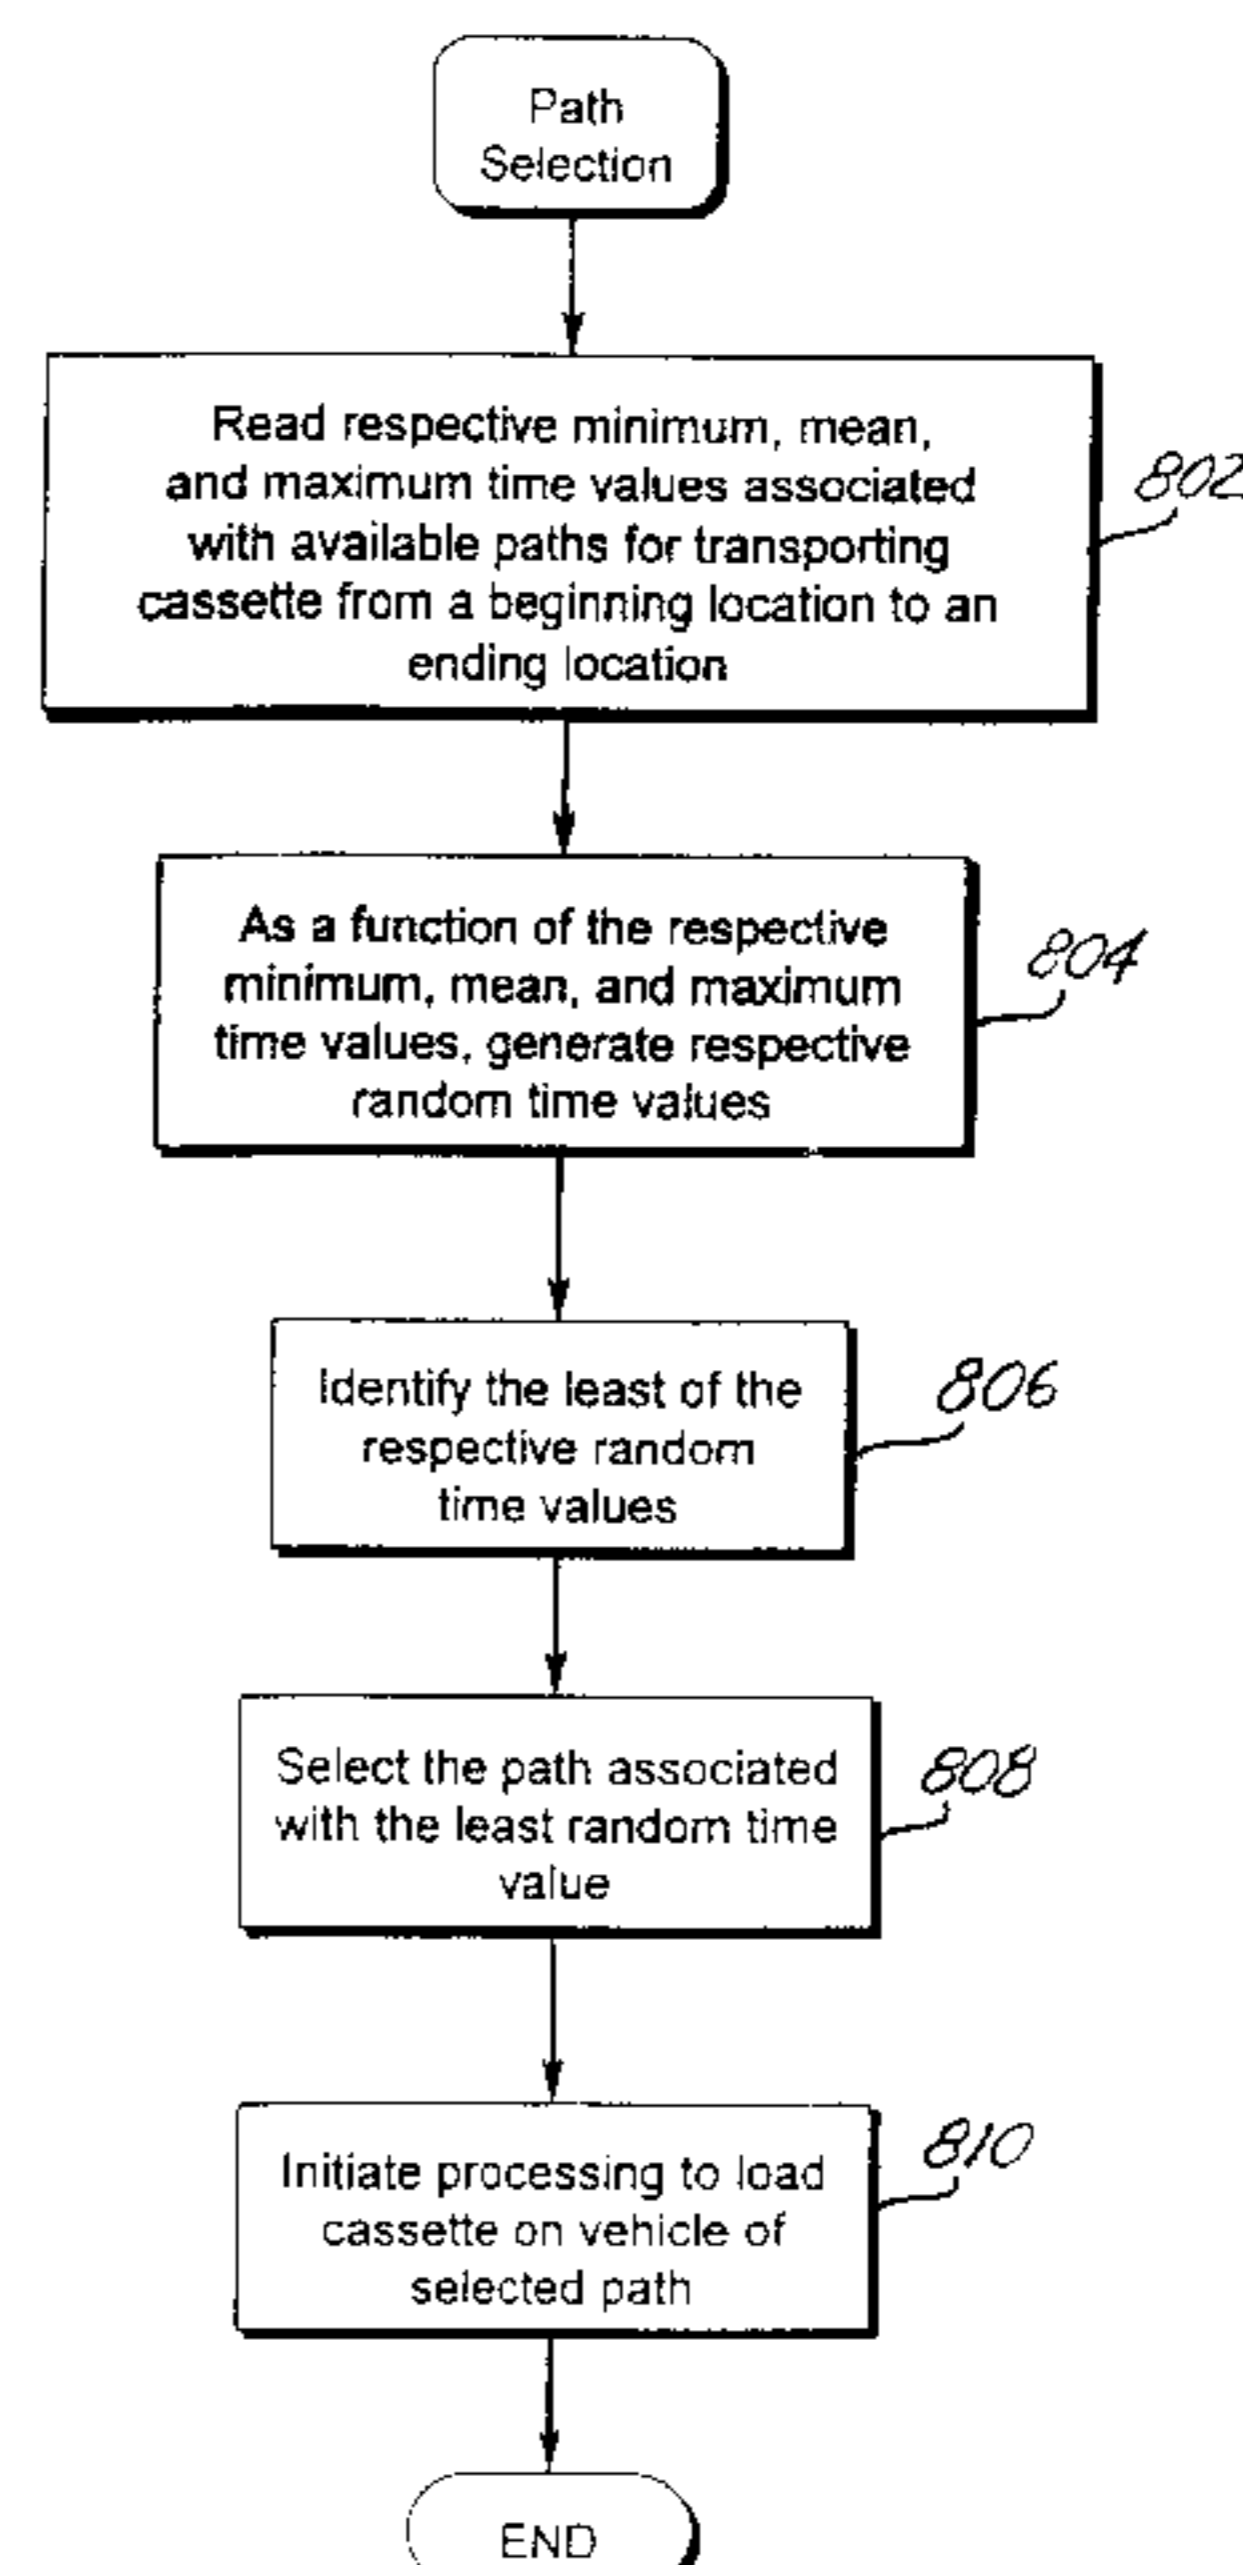 Path
Selection
Read respective minimum, mean,
and maximum time values associated
with available paths for transporting
cassette from a beginning location to an
ending location
802
As a function of the respective
minimum, mean, and maximum
time values, generate respective
random time values
804
Identify the least of the
respective random
time values
806
Select the path associated
with the least random time
value
808
Initiate processing to load
cassette on vehicle of
selected path
810
END